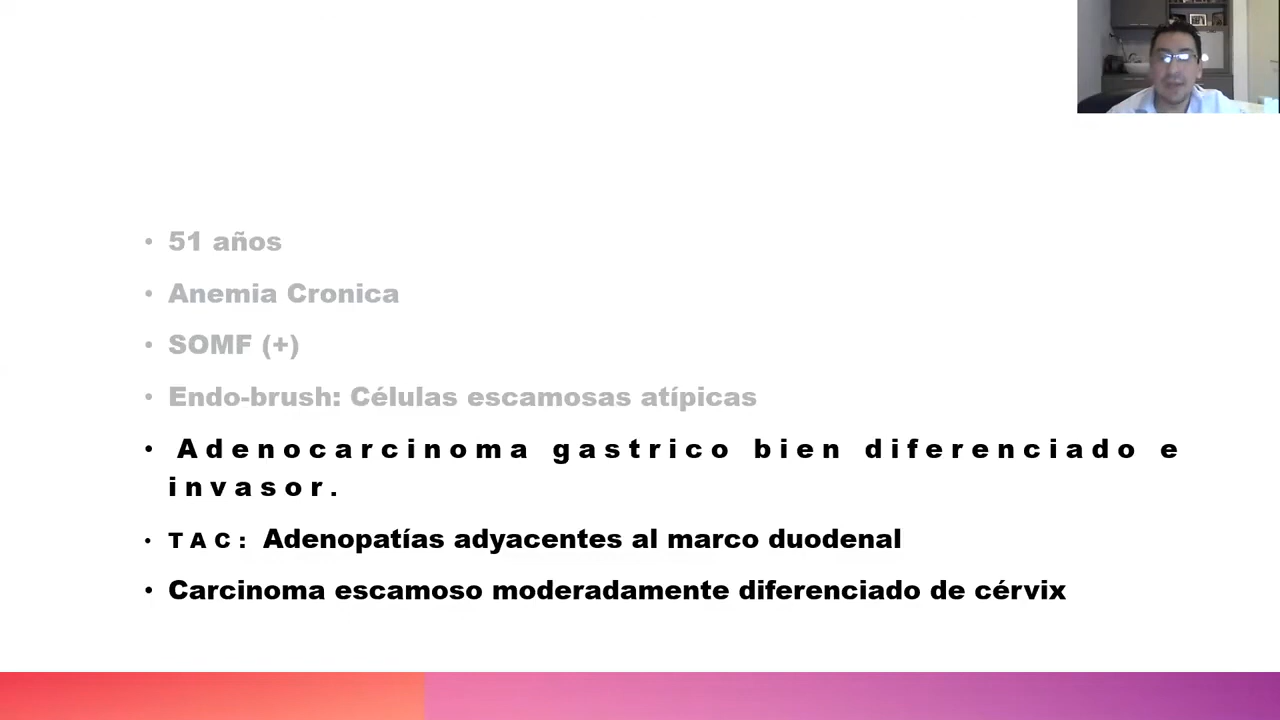 • 51 años
• Anemia Cronica
• SOMF (+)
• Endo-brush: Células escamosas atípicas
• Adenocarcinoma gastrico bien diferenciado e
invasor.
• TAC: Adenopatías adyacentes al marco duodenal
• Carcinoma escamoso moderadamente diferenciado de cérvix